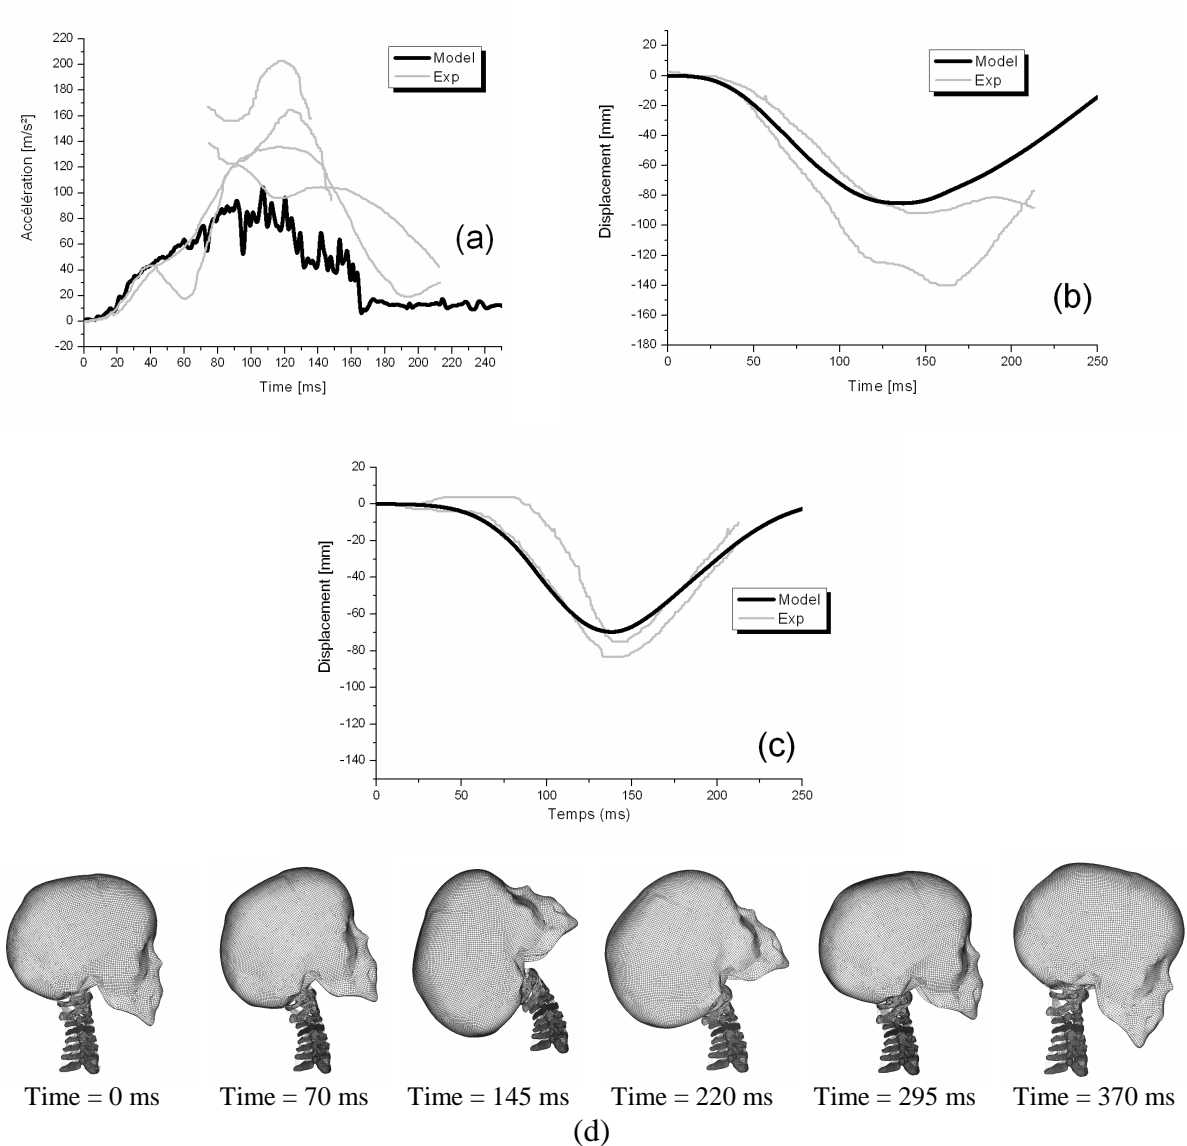 220
200
180
160
140
120
100
80
60
40
20
0
-20
Accélération [m/s²]
Model
Exp
(a)
0 20 40 60 80 100 120 140 160 180 200 220 240
Time [ms]
20
0
-20
-40
-60
-80
-100
-120
-140
-160
-180
Displacement [mm]
Model
Exp
(b)
0 50 100 150 200 250
Time [ms]
20
0
-20
-40
-60
-80
-100
-120
-140
Displacement [mm]
Model
Exp
(c)
0 50 100 150 200 250
Temps (ms)
Time = 0 ms Time = 70 ms Time = 145 ms Time = 220 ms Time = 295 ms Time = 370 ms
(d)